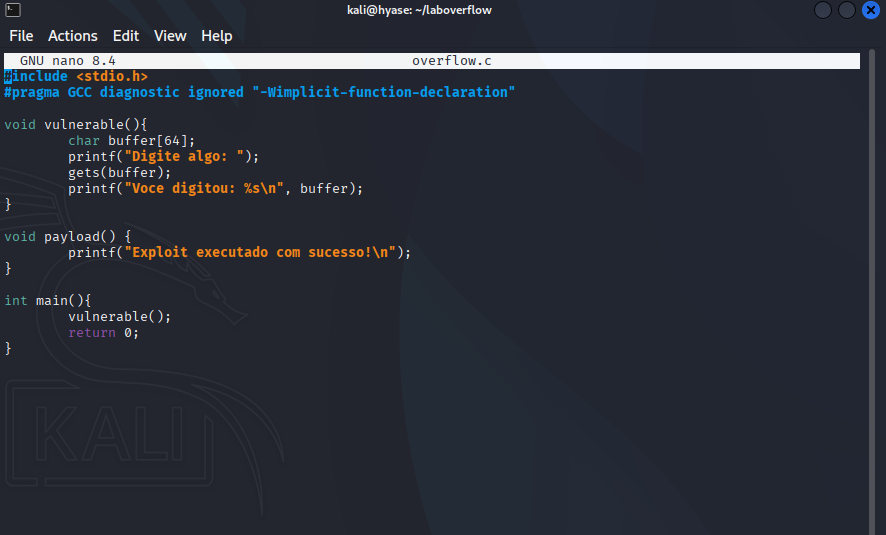 kali@hyase: ~/laboverflow
File Actions Edit View Help
GNU nano 8.4 overflow.c
#include <stdio.h>
#pragma GCC diagnostic ignored "-Wimplicit-function-declaration"
void vulnerable(){
char buffer[64];
printf("Digite algo: ");
gets(buffer);
printf("Voce digitou: %s\n", buffer);
}
void payload() {
printf("Exploit executado com sucesso!\n");
}
int main(){
vulnerable();
return 0;
}
KALI